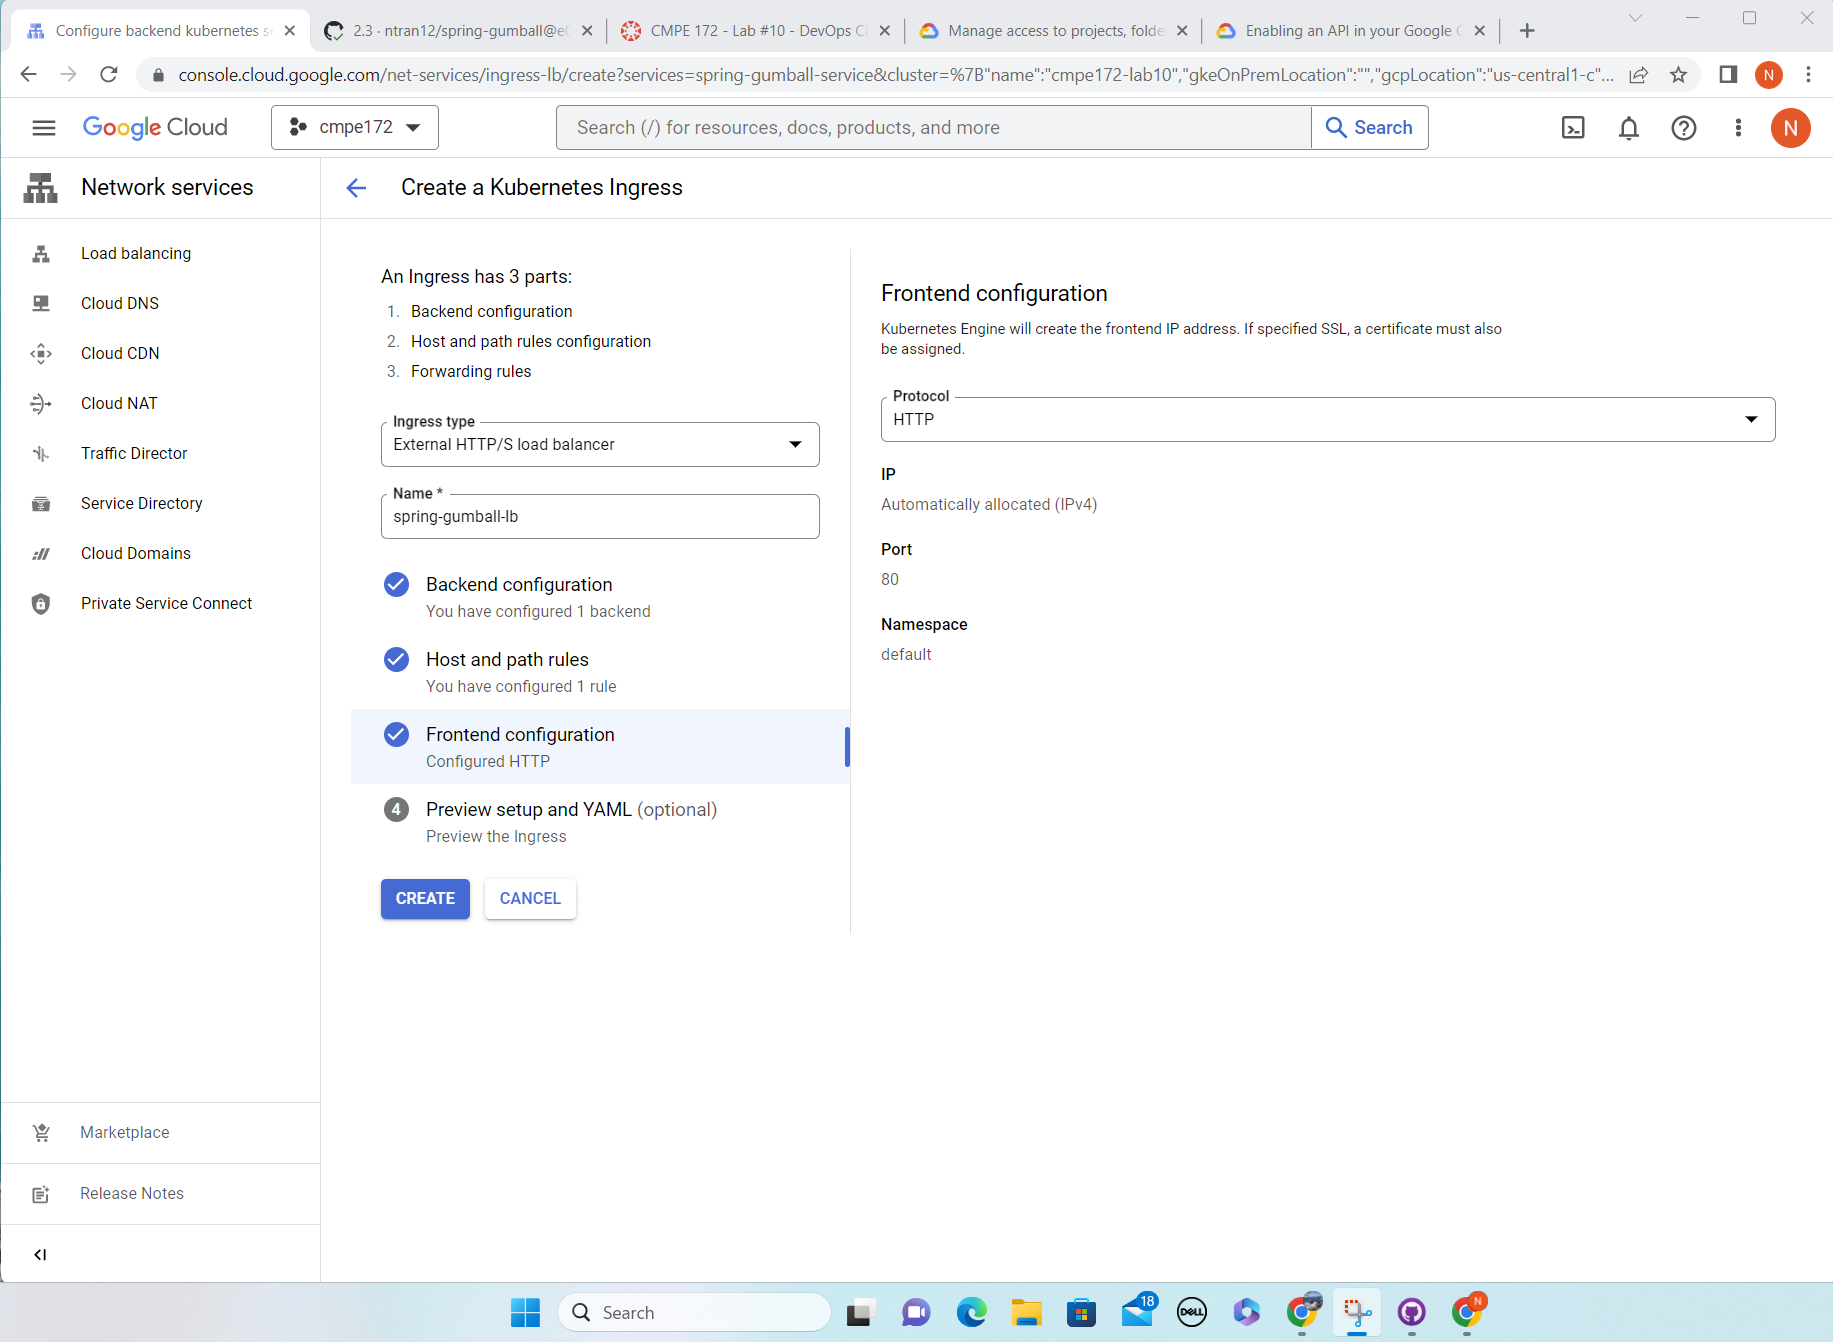 Configure backend kubernetes se
2.3 · ntran12/spring-gumball@e0
CMPE 172 - Lab #10 - DevOps CI
Manage access to projects, folde
Enabling an API in your Google C
console.cloud.google.com/net-services/ingress-lb/create?services=spring-gumball-service&cluster=%7B"name":"cmpe172-lab10","gkeOnPremLocation":"","gcpLocation":"us-central1-c"...
N
Google Cloud
cmpe172
Search (/) for resources, docs, products, and more
Search
N
Network services
Create a Kubernetes Ingress
Load balancing
Cloud DNS
Cloud CDN
Cloud NAT
Traffic Director
Service Directory
Cloud Domains
Private Service Connect
Marketplace
Release Notes
An Ingress has 3 parts:
1. Backend configuration
2. Host and path rules configuration
3. Forwarding rules
Ingress type
External HTTP/S load balancer
Name *
spring-gumball-lb
Backend configuration
You have configured 1 backend
Host and path rules
You have configured 1 rule
Frontend configuration
Configured HTTP
4 Preview setup and YAML (optional)
Preview the Ingress
CREATE
CANCEL
Frontend configuration
Kubernetes Engine will create the frontend IP address. If specified SSL, a certificate must also
be assigned.
Protocol
HTTP
IP
Automatically allocated (IPv4)
Port
80
Namespace
default
Search
18
DELL
N